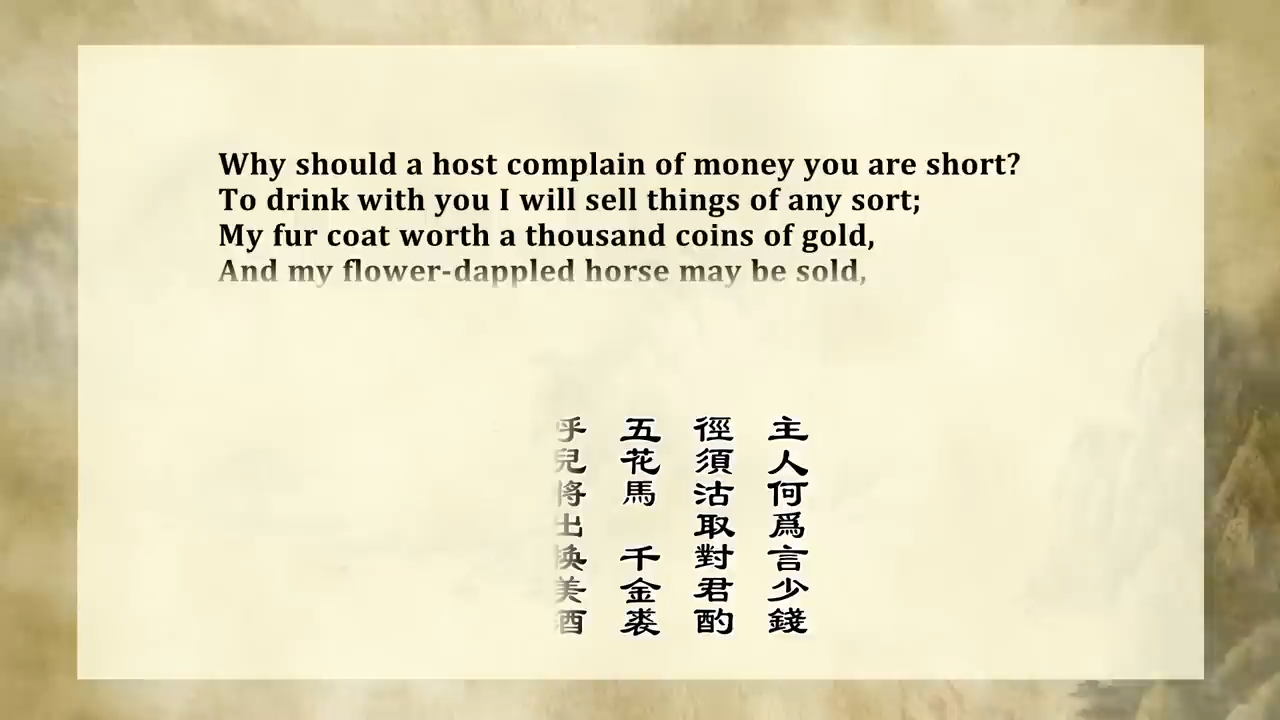 Why should a host complain of money you are short?
To drink with you I will sell things of any sort;
My fur coat worth a thousand coins of gold,
And my flower-dappled horse may be sold,
主人何爲言少錢
徑須沽取對君酌
五花馬 千金裘
呼兒將出換美酒